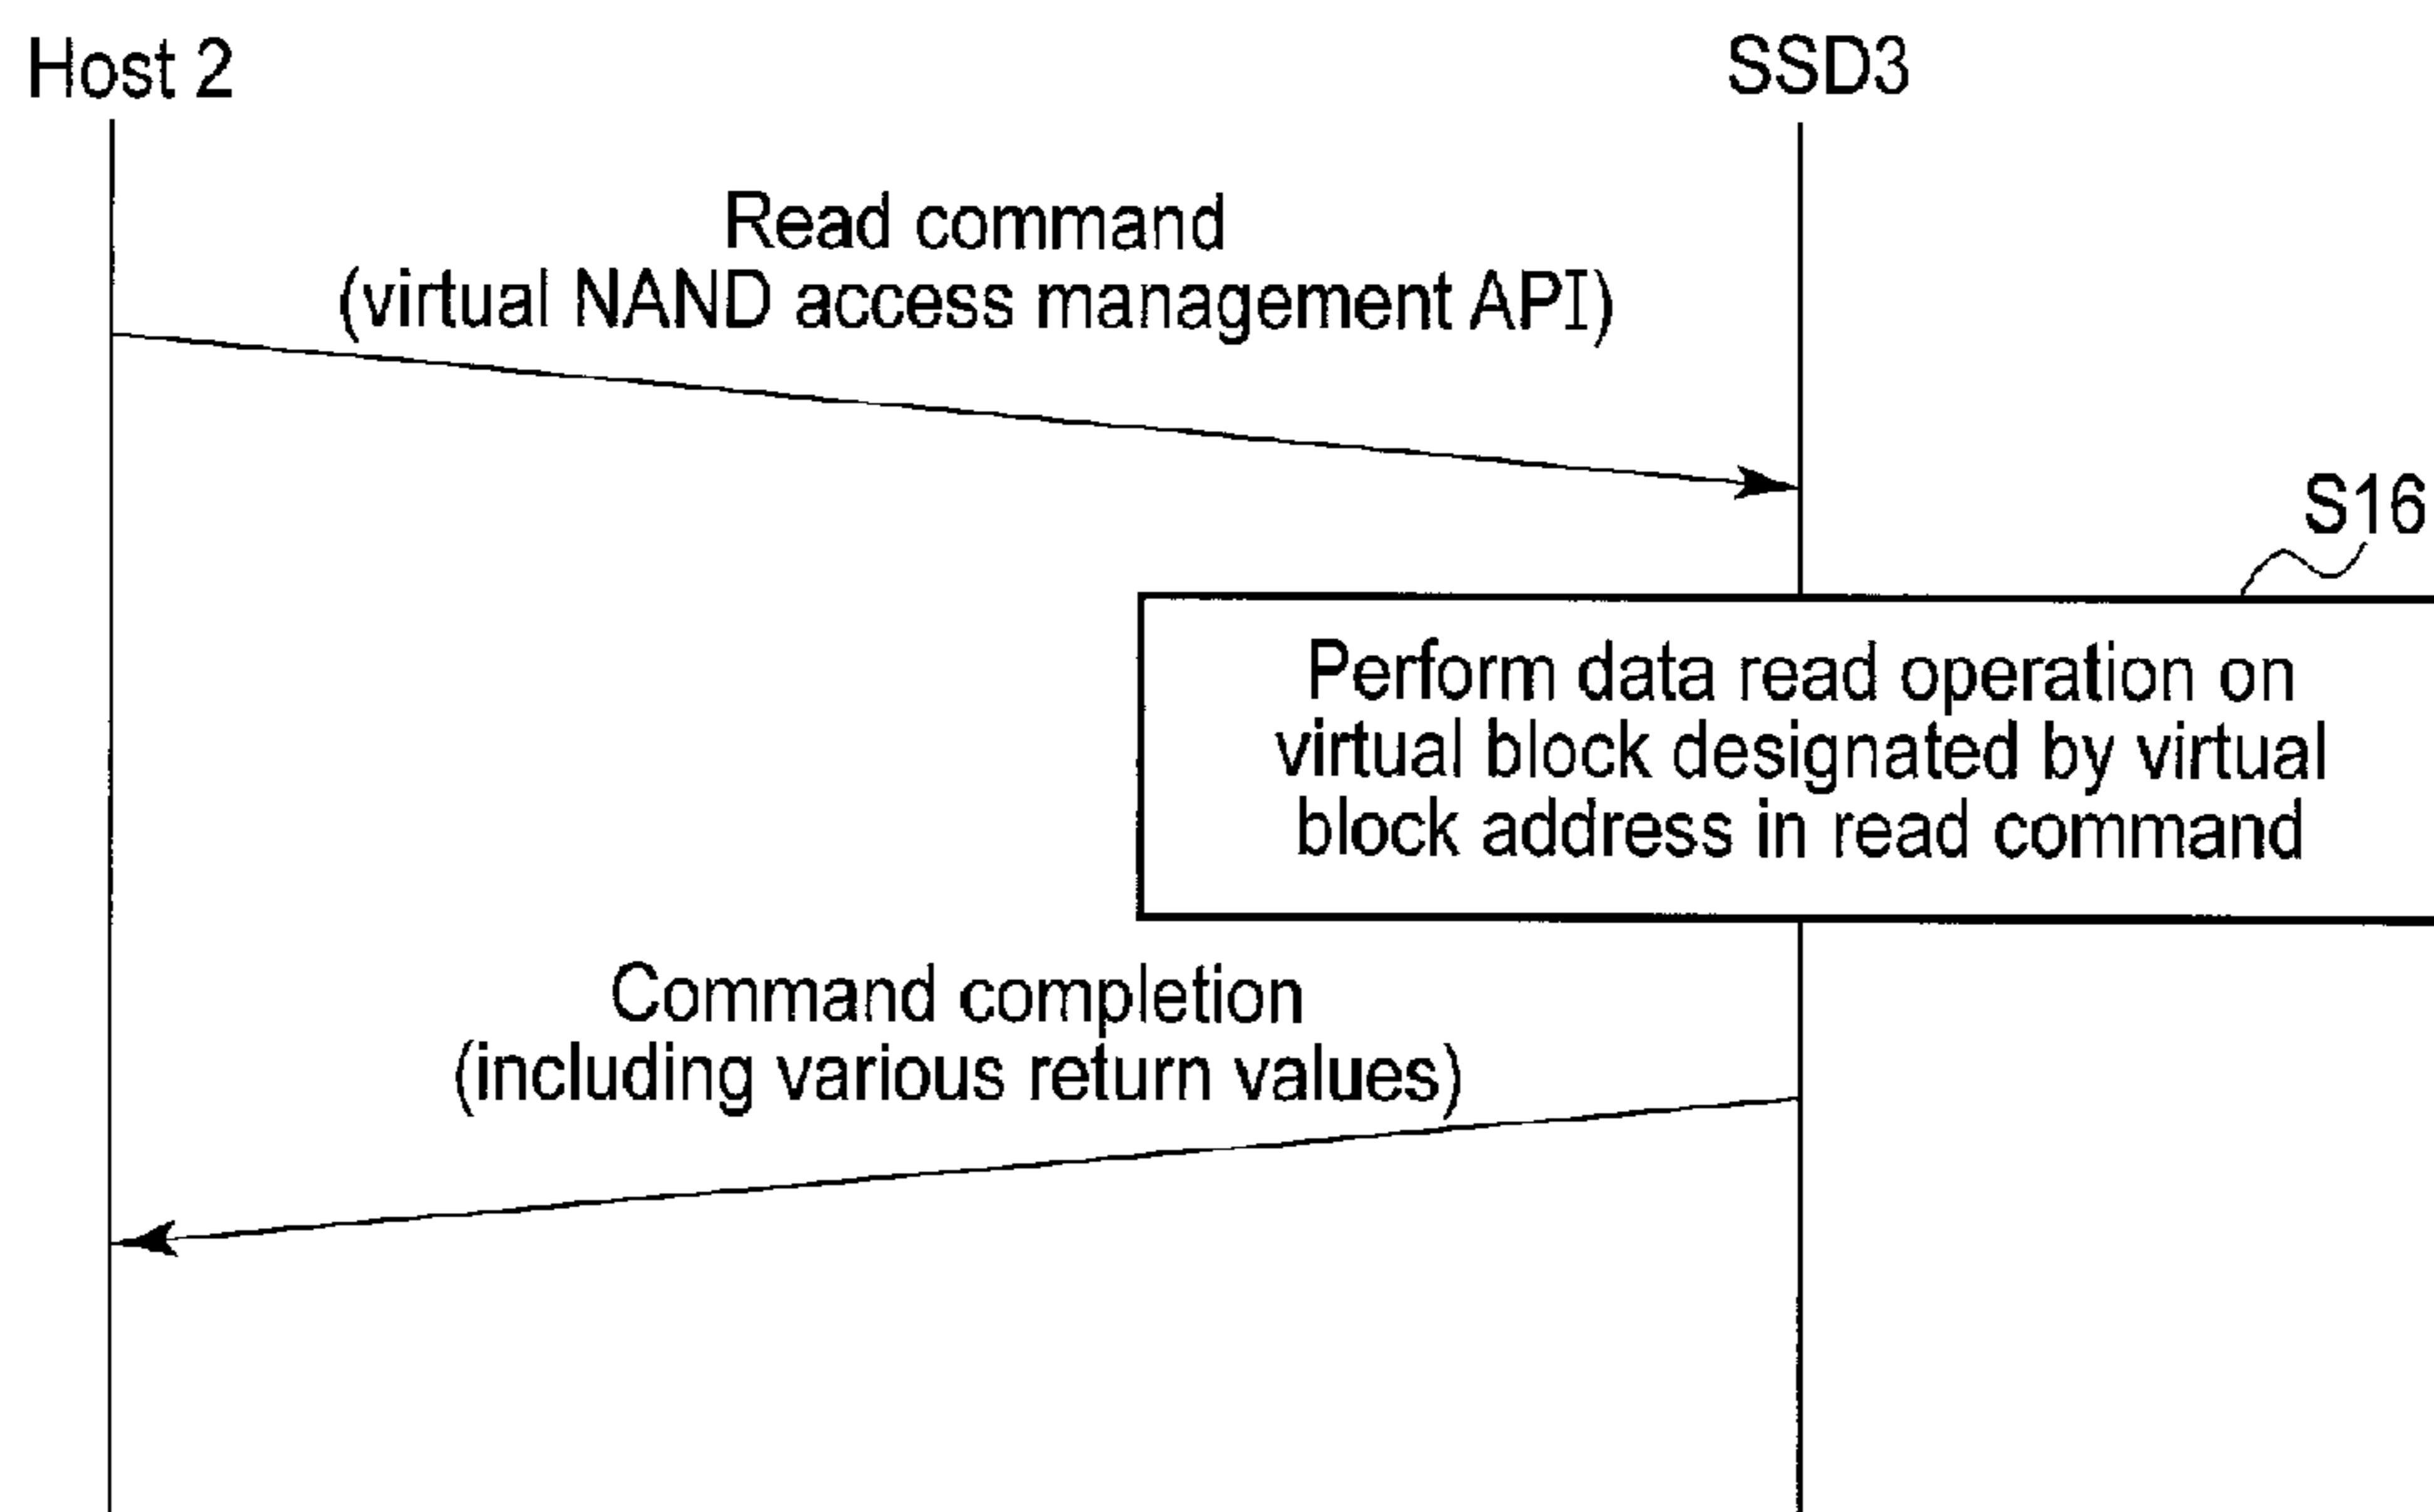 Host 2
SSD3
Read command
(virtual NAND access management API)
S16
Perform data read operation on
virtual block designated by virtual
block address in read command
Command completion
(including various return values)